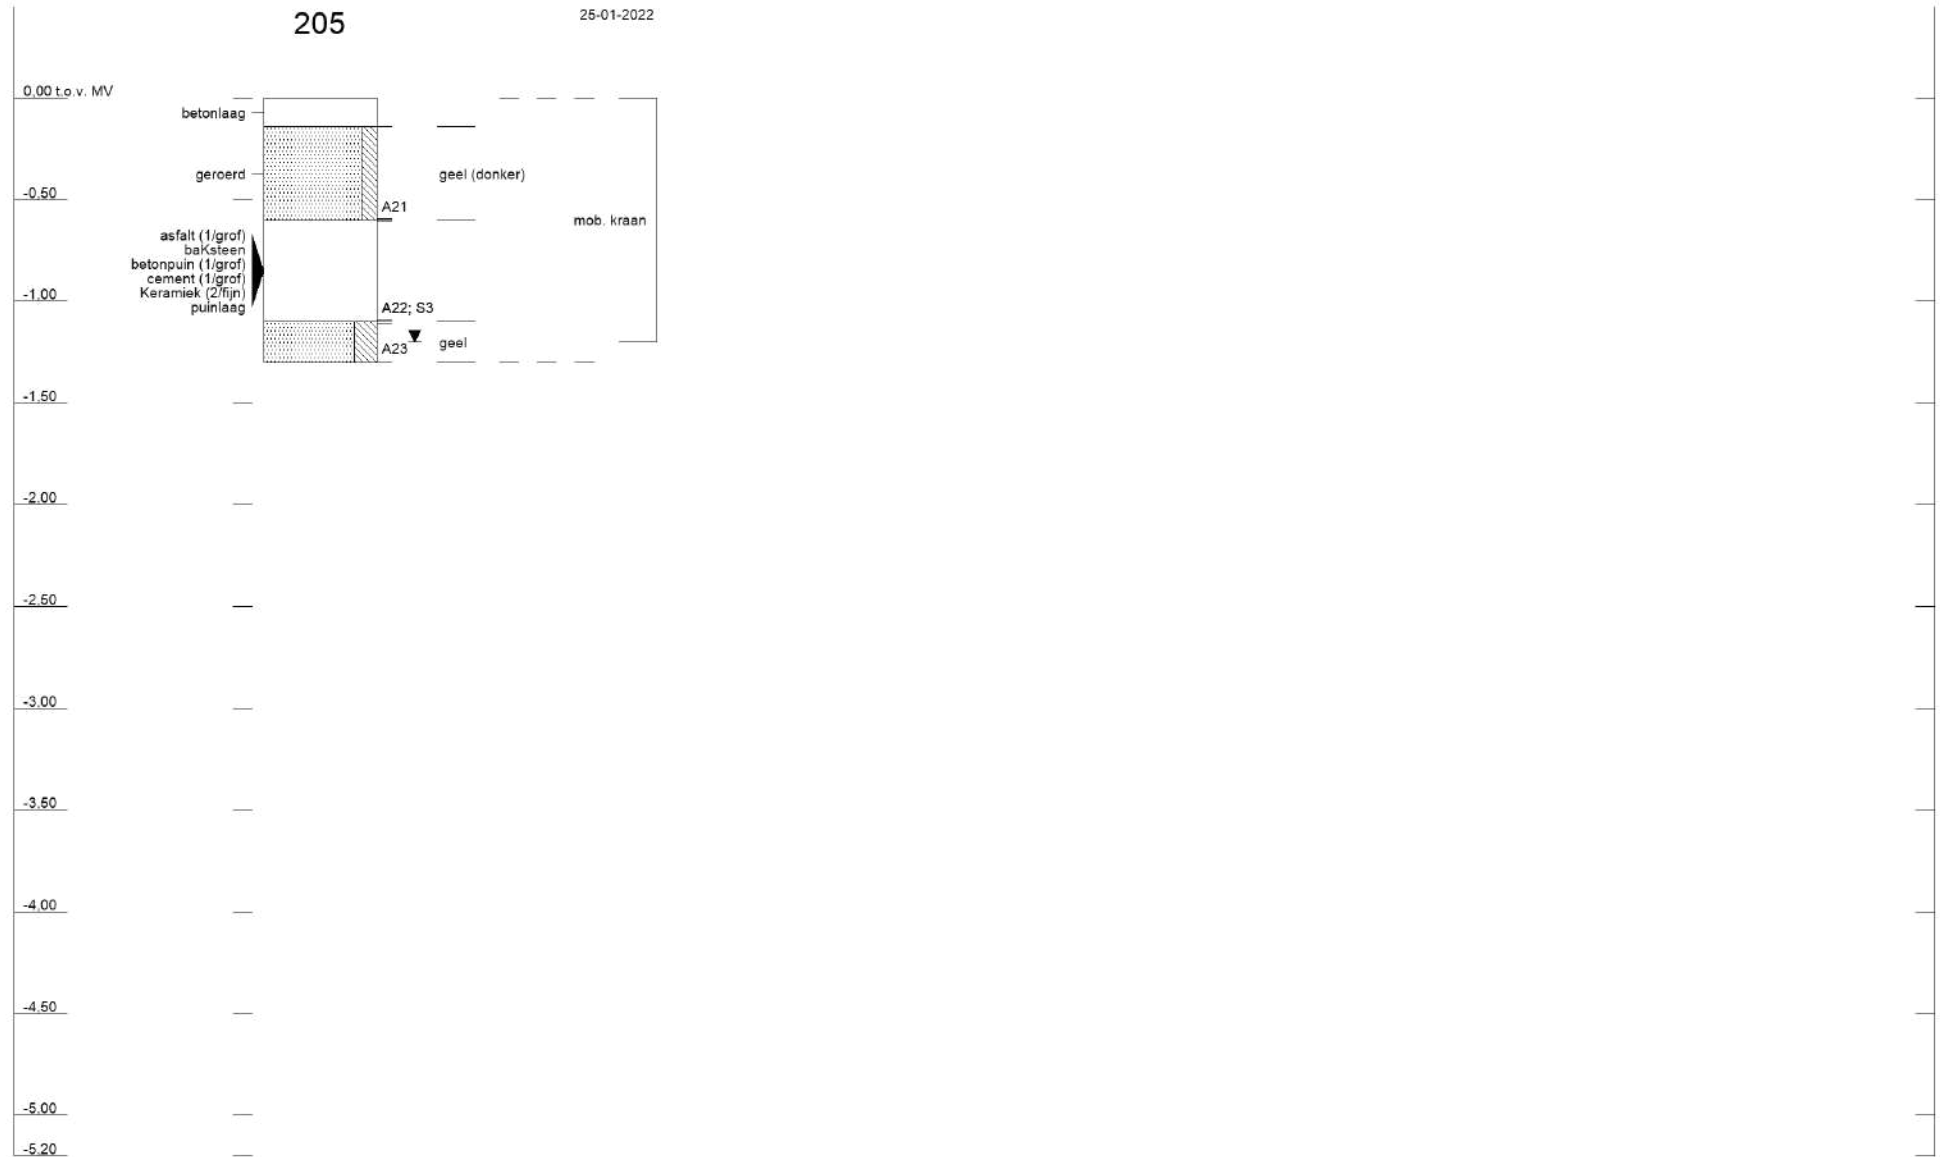 205
25-01-2022
0,00 t.o.v. MV
betonlaag
geroerd
geel (donker)
-0.50
A21
mob. kraan
asfalt (1/grof)
baKsteen
betonpuin (1/grof)
cement (1/grof)
Keramiek (2/fijn)
puinlaag
-1.00
A22; S3
A23
geel
-1.50
-2.00
-2.50
-3.00
-3.50
-4,00
-4.50
-5.00
-5.20